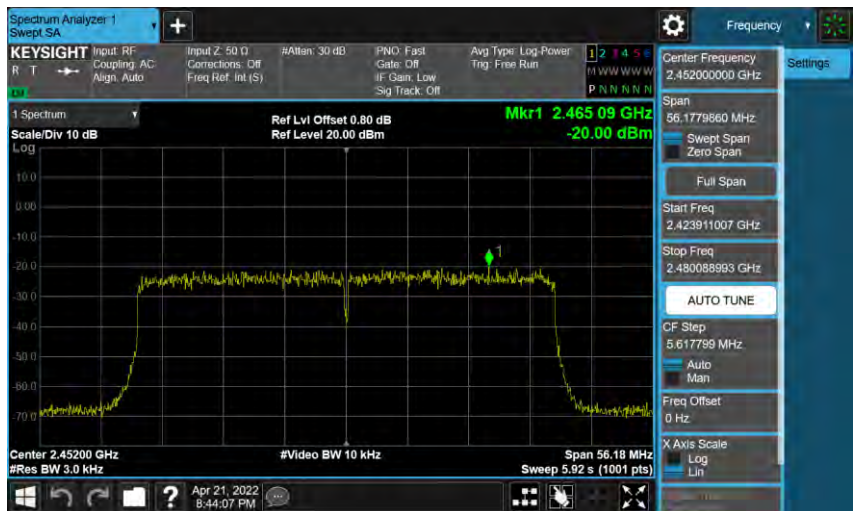 Spectrum Analyzer 1
Swept SA
+
Frequency
KEYSIGHT
R T
Input: RF
Coupling: AC
Align: Auto
Input Z: 50 Ω
Corrections: Off
Freq Ref: Int (S)
#Atten: 30 dB
PNO: Fast
Gate: Off
IF Gain: Low
Sig Track: Off
Avg Type: Log-Power
Trig: Free Run
1 2 3 4 5 6
M W W W W W
P N N N N N
1 Spectrum
Scale/Div 10 dB
Log
Ref Lvl Offset 0.80 dB
Ref Level 20.00 dBm
Mkr1 2.465 09 GHz
-20.00 dBm
10.0
0.00
-10.0
-20.0
-30.0
-40.0
-50.0
-60.0
-70.0
1
Center 2.45200 GHz
#Res BW 3.0 kHz
#Video BW 10 kHz
Span 56.18 MHz
Sweep 5.92 s (1001 pts)
Center Frequency
2.452000000 GHz
Settings
Span
56.1779860 MHz
Swept Span
Zero Span
Full Span
Start Freq
2.423911007 GHz
Stop Freq
2.480088993 GHz
AUTO TUNE
CF Step
5.617799 MHz
Auto
Man
Freq Offset
0 Hz
X Axis Scale
Log
Lin
?
Apr 21, 2022
8:44:07 PM